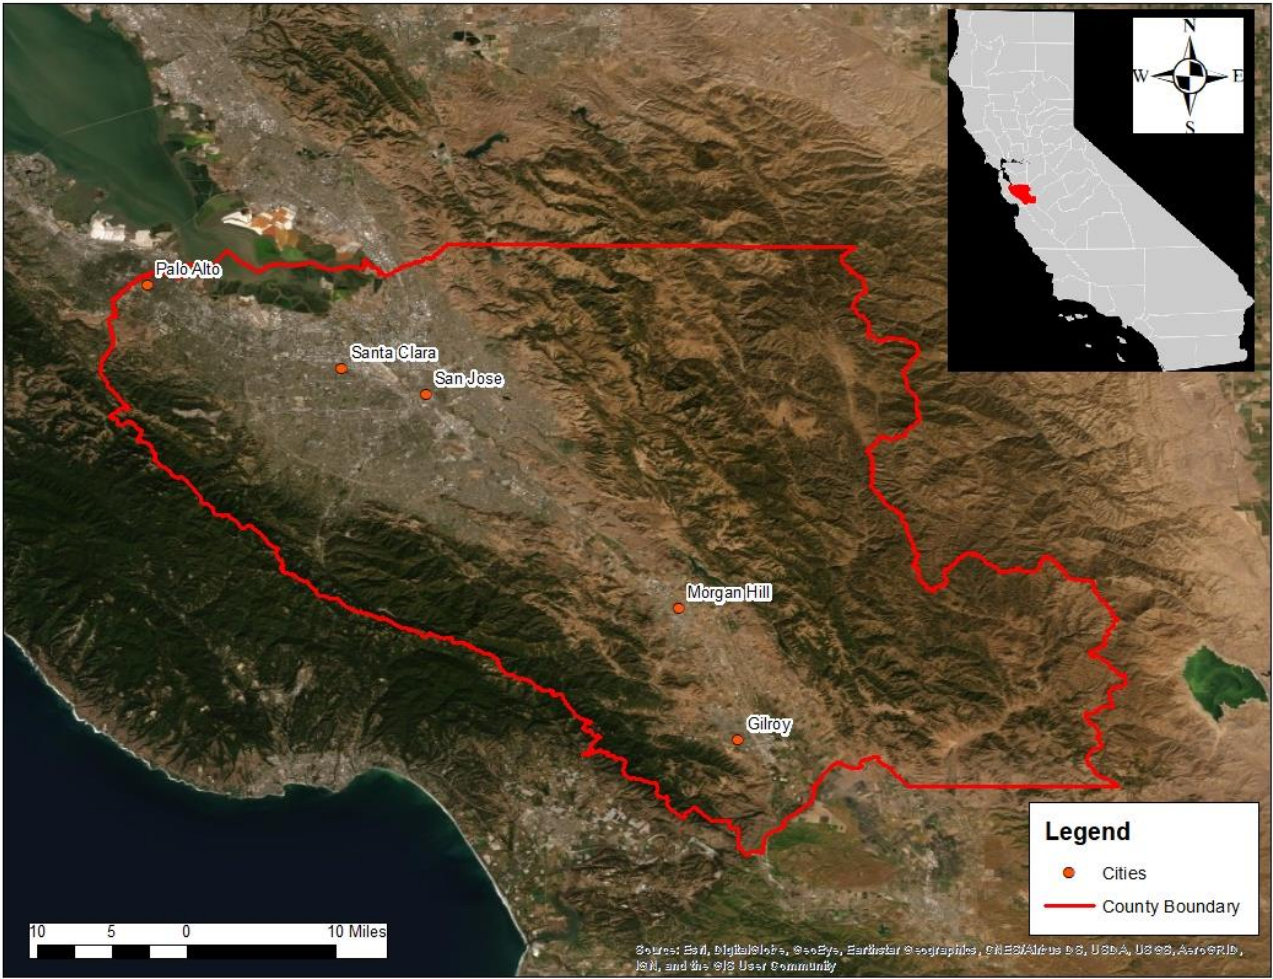 N
W E
S
Palo Alto
Santa Clara
San Jose
Morgan Hill
Gilroy
Legend
Cities
County Boundary
10 5 0 10 Miles
Source: Esri, DigitalGlobe, GeoEye, Earthstar Geographics, CNES/Airbus DS, USDA, USGS, AeroGRID,
IGN, and the GIS User Community